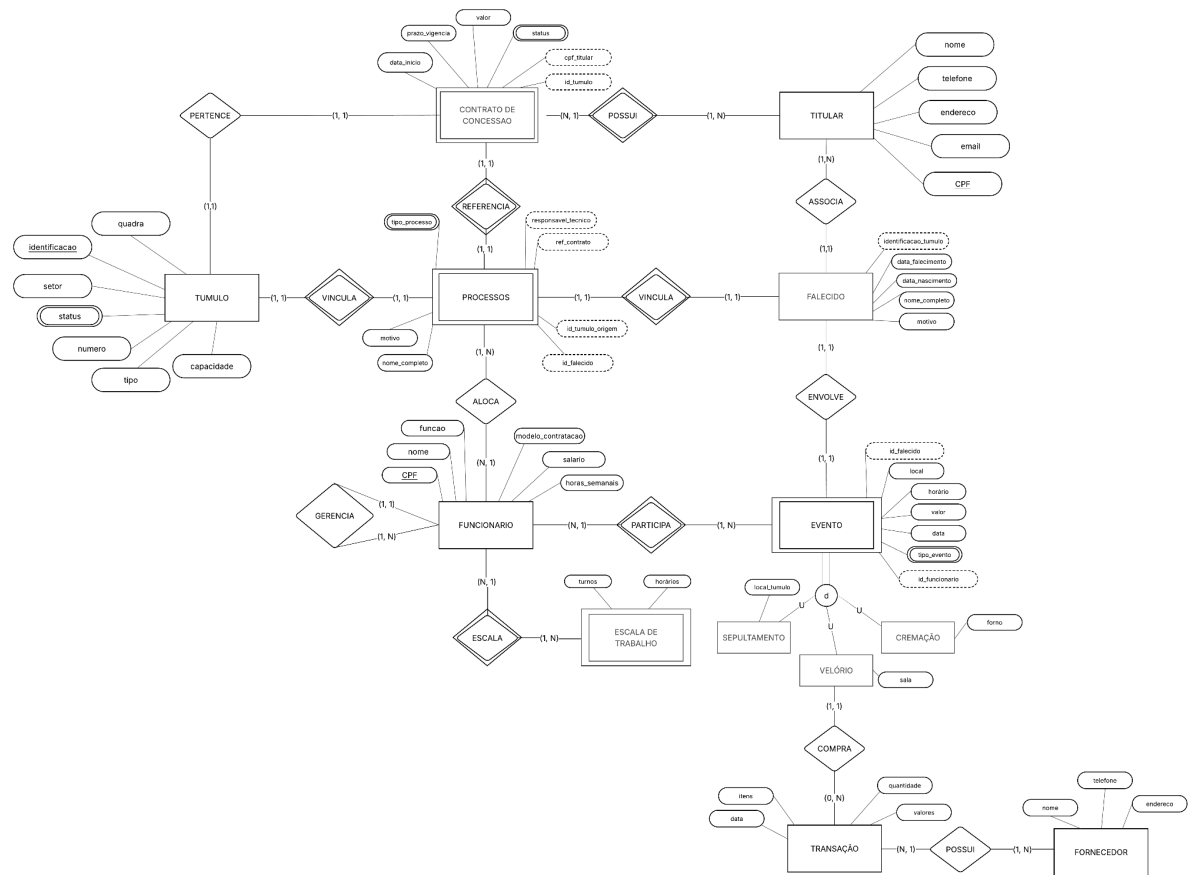 valor
prazo_vigencia
status
data_inicio
cpf_titular
id_tumulo
CONTRATO DE
CONCESSAO
PERTENCE
(1, 1)
(N, 1)
POSSUI
(1, N)
TITULAR
nome
telefone
endereco
email
CPF
(1, 1)
(1,N)
REFERENCIA
ASSOCIA
(1,1)
(1, 1)
(1,1)
quadra
identificacao
setor
status
numero
tipo
capacidade
TUMULO
(1, 1)
VINCULA
(1, 1)
tipo_processo
responsavel_lecnico
ref_contrato
PROCESSOS
motivo
nome_completo
id_tumulo_origem
id_falecido
(1, 1)
VINCULA
(1, 1)
FALECIDO
identificacao_tumulo
data_falecimento
data_nascimento
nome_completo
motivo
(1, N)
(1, 1)
ALOCA
ENVOLVE
(N, 1)
(1, 1)
funcao
nome
CPF
modelo_contratacao
salario
horas_semanais
GERENCIA
(1, 1)
(1, N)
FUNCIONARIO
(N, 1)
PARTICIPA
(1, N)
EVENTO
id_falecido
local
horário
valor
data
tipo_evento
id_funcionario
(N, 1)
ESCALA
(1, N)
turnos
horários
ESCALA DE
TRABALHO
d
U
U
U
local_tumulo
SEPULTAMENTO
CREMAÇÃO
forno
VELÓRIO
sala
(1, 1)
COMPRA
(0, N)
itens
data
quantidade
valores
TRANSAÇÃO
(N, 1)
POSSUI
(1, N)
FORNECEDOR
nome
telefone
endereco